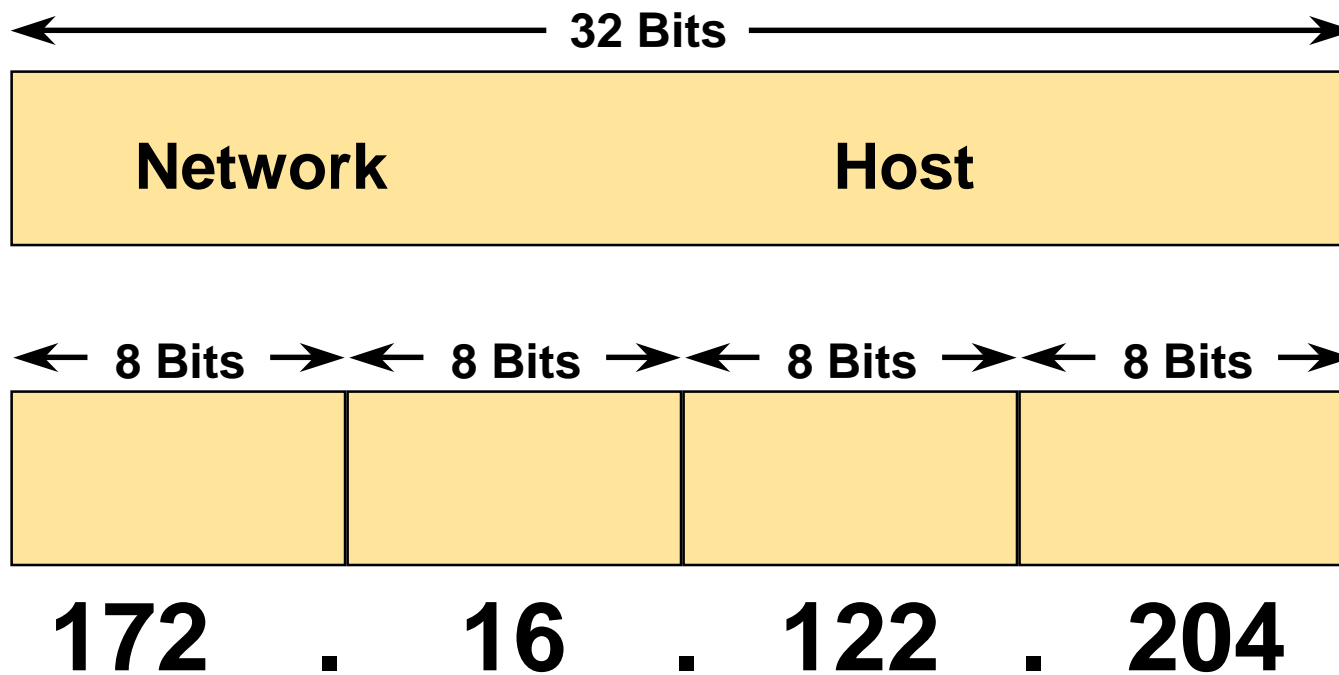 32 Bits
Network Host
8 Bits 8 Bits 8 Bits 8 Bits
172 . 16 . 122 . 204